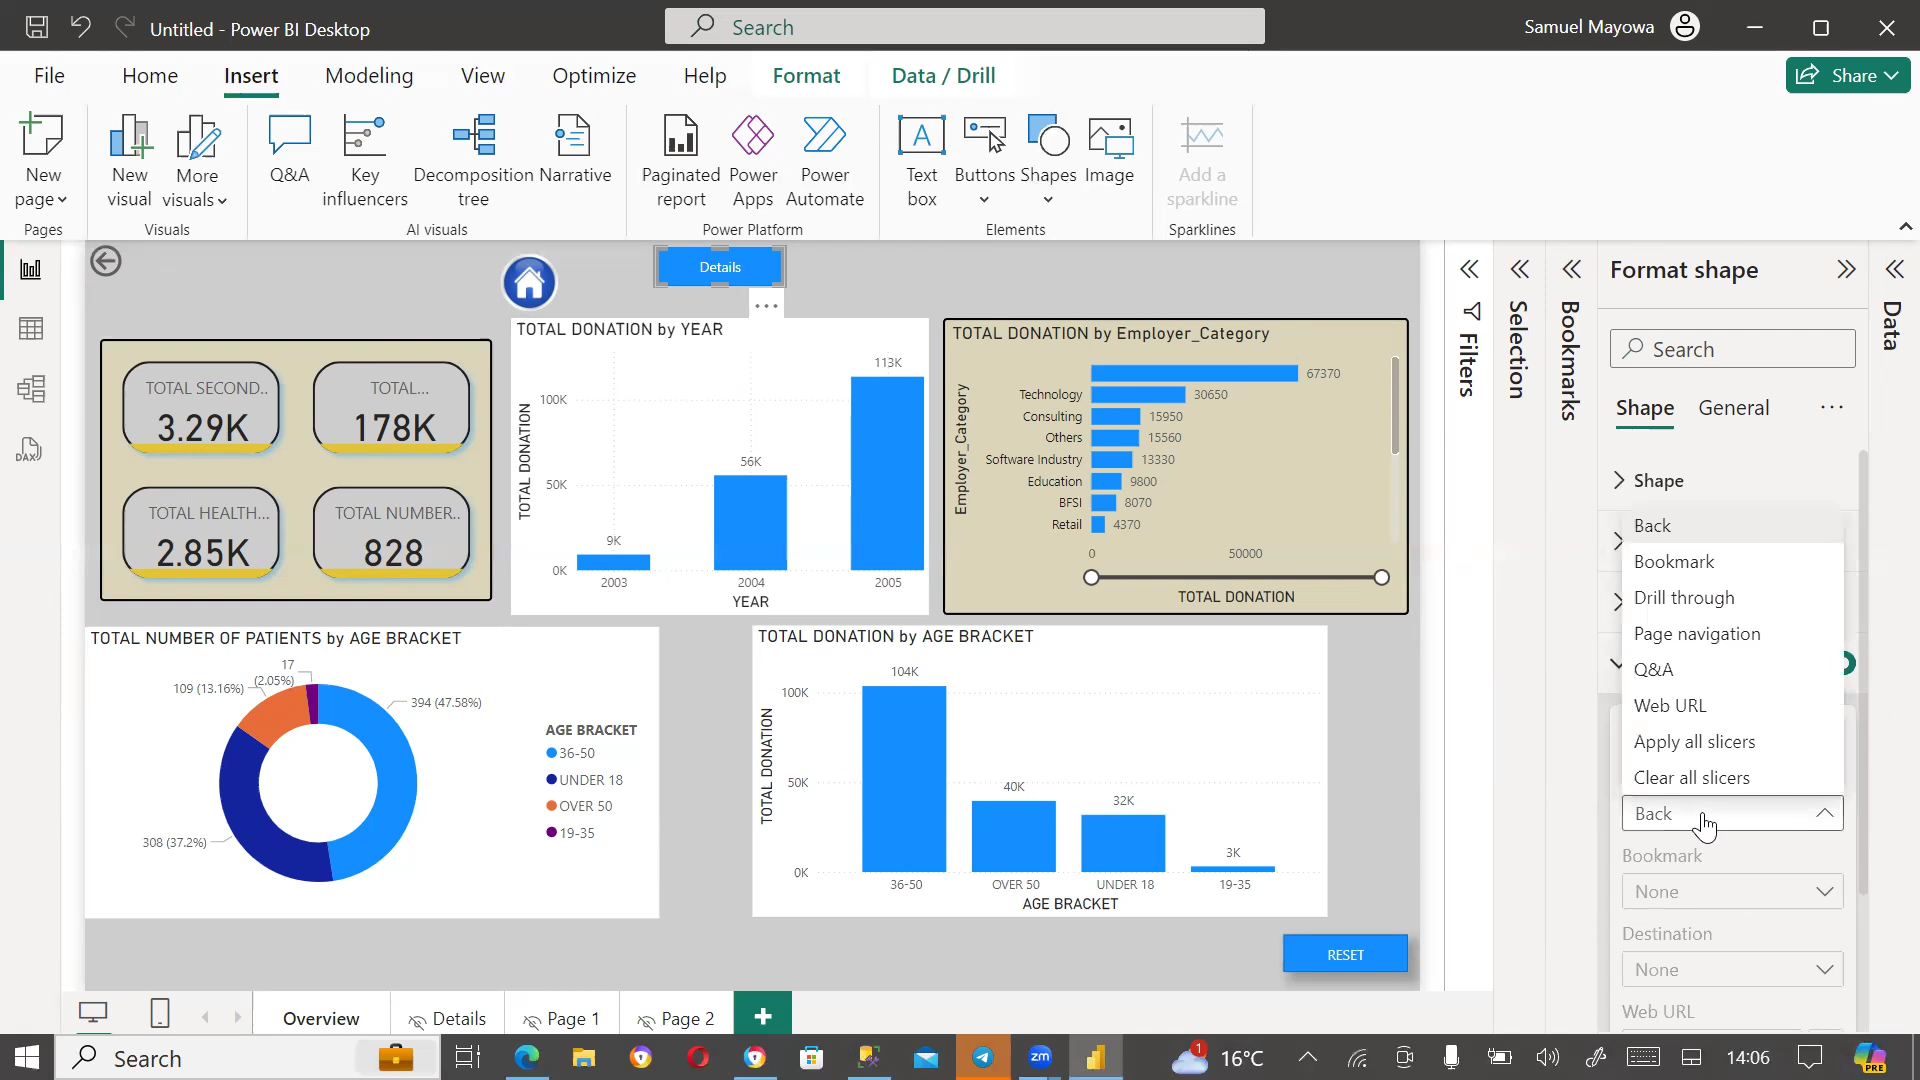 Untitled - Power BI Desktop
Search
Samuel Mayowa
File Home Insert Modeling View Optimize Help Format Data / Drill
Share
New page
New visual
More visuals
Q&A
Key influencers
Decomposition tree
Narrative
Paginated report
Power Apps
Power Automate
Text box
Buttons
Shapes
Image
Add a sparkline
Pages
Visuals
AI visuals
Power Platform
Elements
Sparklines
DAX
Details
TOTAL SECOND..
3.29K
TOTAL...
178K
TOTAL HEALTH...
2.85K
TOTAL NUMBER..
828
TOTAL DONATION by YEAR
TOTAL DONATION
100K
50K
0K
9K
56K
113K
2003 2004 2005
YEAR
TOTAL DONATION by Employer_Category
Employer_Category
67370
Technology 30650
Consulting 15950
Others 15560
Software Industry 13330
Education 9800
BFSI 8070
Retail 4370
0 50000
TOTAL DONATION
TOTAL NUMBER OF PATIENTS by AGE BRACKET
17
(2.05%)
109 (13.16%)
394 (47.58%)
308 (37.2%)
AGE BRACKET
36-50
UNDER 18
OVER 50
19-35
TOTAL DONATION by AGE BRACKET
TOTAL DONATION
100K
50K
0K
104K
40K
32K
3K
36-50 OVER 50 UNDER 18 19-35
AGE BRACKET
RESET
Filters
Selection
Bookmarks
Format shape
Search
Shape General
Shape
Back
Bookmark
Drill through
Page navigation
Q&A
Web URL
Apply all slicers
Clear all slicers
Back
Bookmark
None
Destination
None
Web URL
Data
Overview Details Page 1 Page 2
Search
zm
1
16°C
14:06
PRE